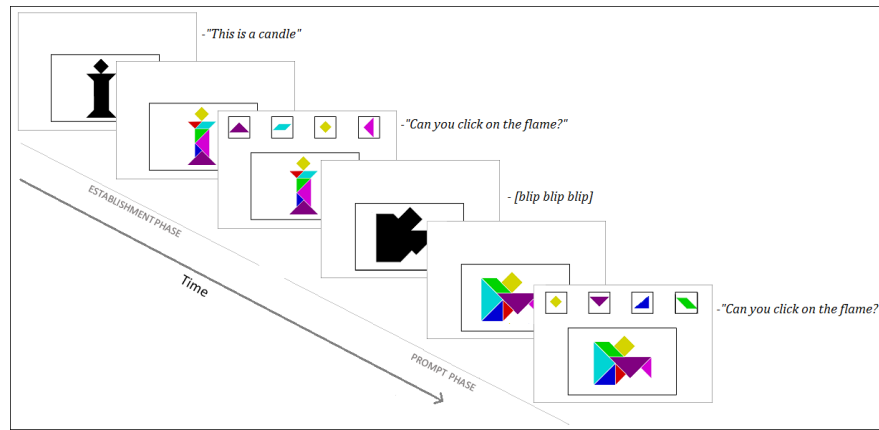 -"This is a candle"
-"Can you click on the flame?"
- [blip blip blip]
-"Can you click on the flame?
ESTABLISHMENT PHASE
Time
PROMPT PHASE